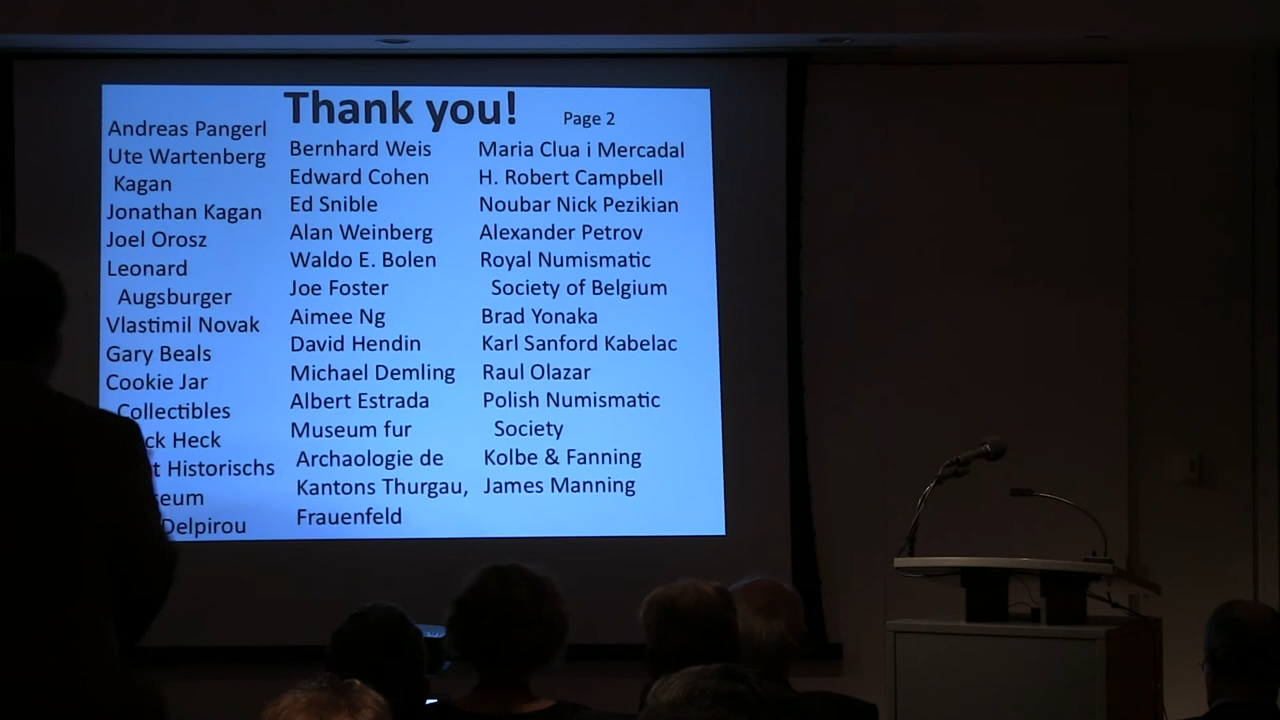 Thank you!
Page 2
Andreas Pangerl
Ute Wartenberg
Kagan
Jonathan Kagan
Joel Orosz
Leonard
Augsburger
Vlastimil Novak
Gary Beals
Cookie Jar
Collectibles
Heck
Historischs
Delpirou
Bernhard Weis
Edward Cohen
Ed Snible
Alan Weinberg
Waldo E. Bolen
Joe Foster
Aimee Ng
David Hendin
Michael Demling
Albert Estrada
Museum fur
Archaologie de
Kantons Thurgau,
Frauenfeld
Maria Clua i Mercadal
H. Robert Campbell
Noubar Nick Pezikian
Alexander Petrov
Royal Numismatic
Society of Belgium
Brad Yonaka
Karl Sanford Kabelac
Raul Olazar
Polish Numismatic
Society
Kolbe & Fanning
James Manning